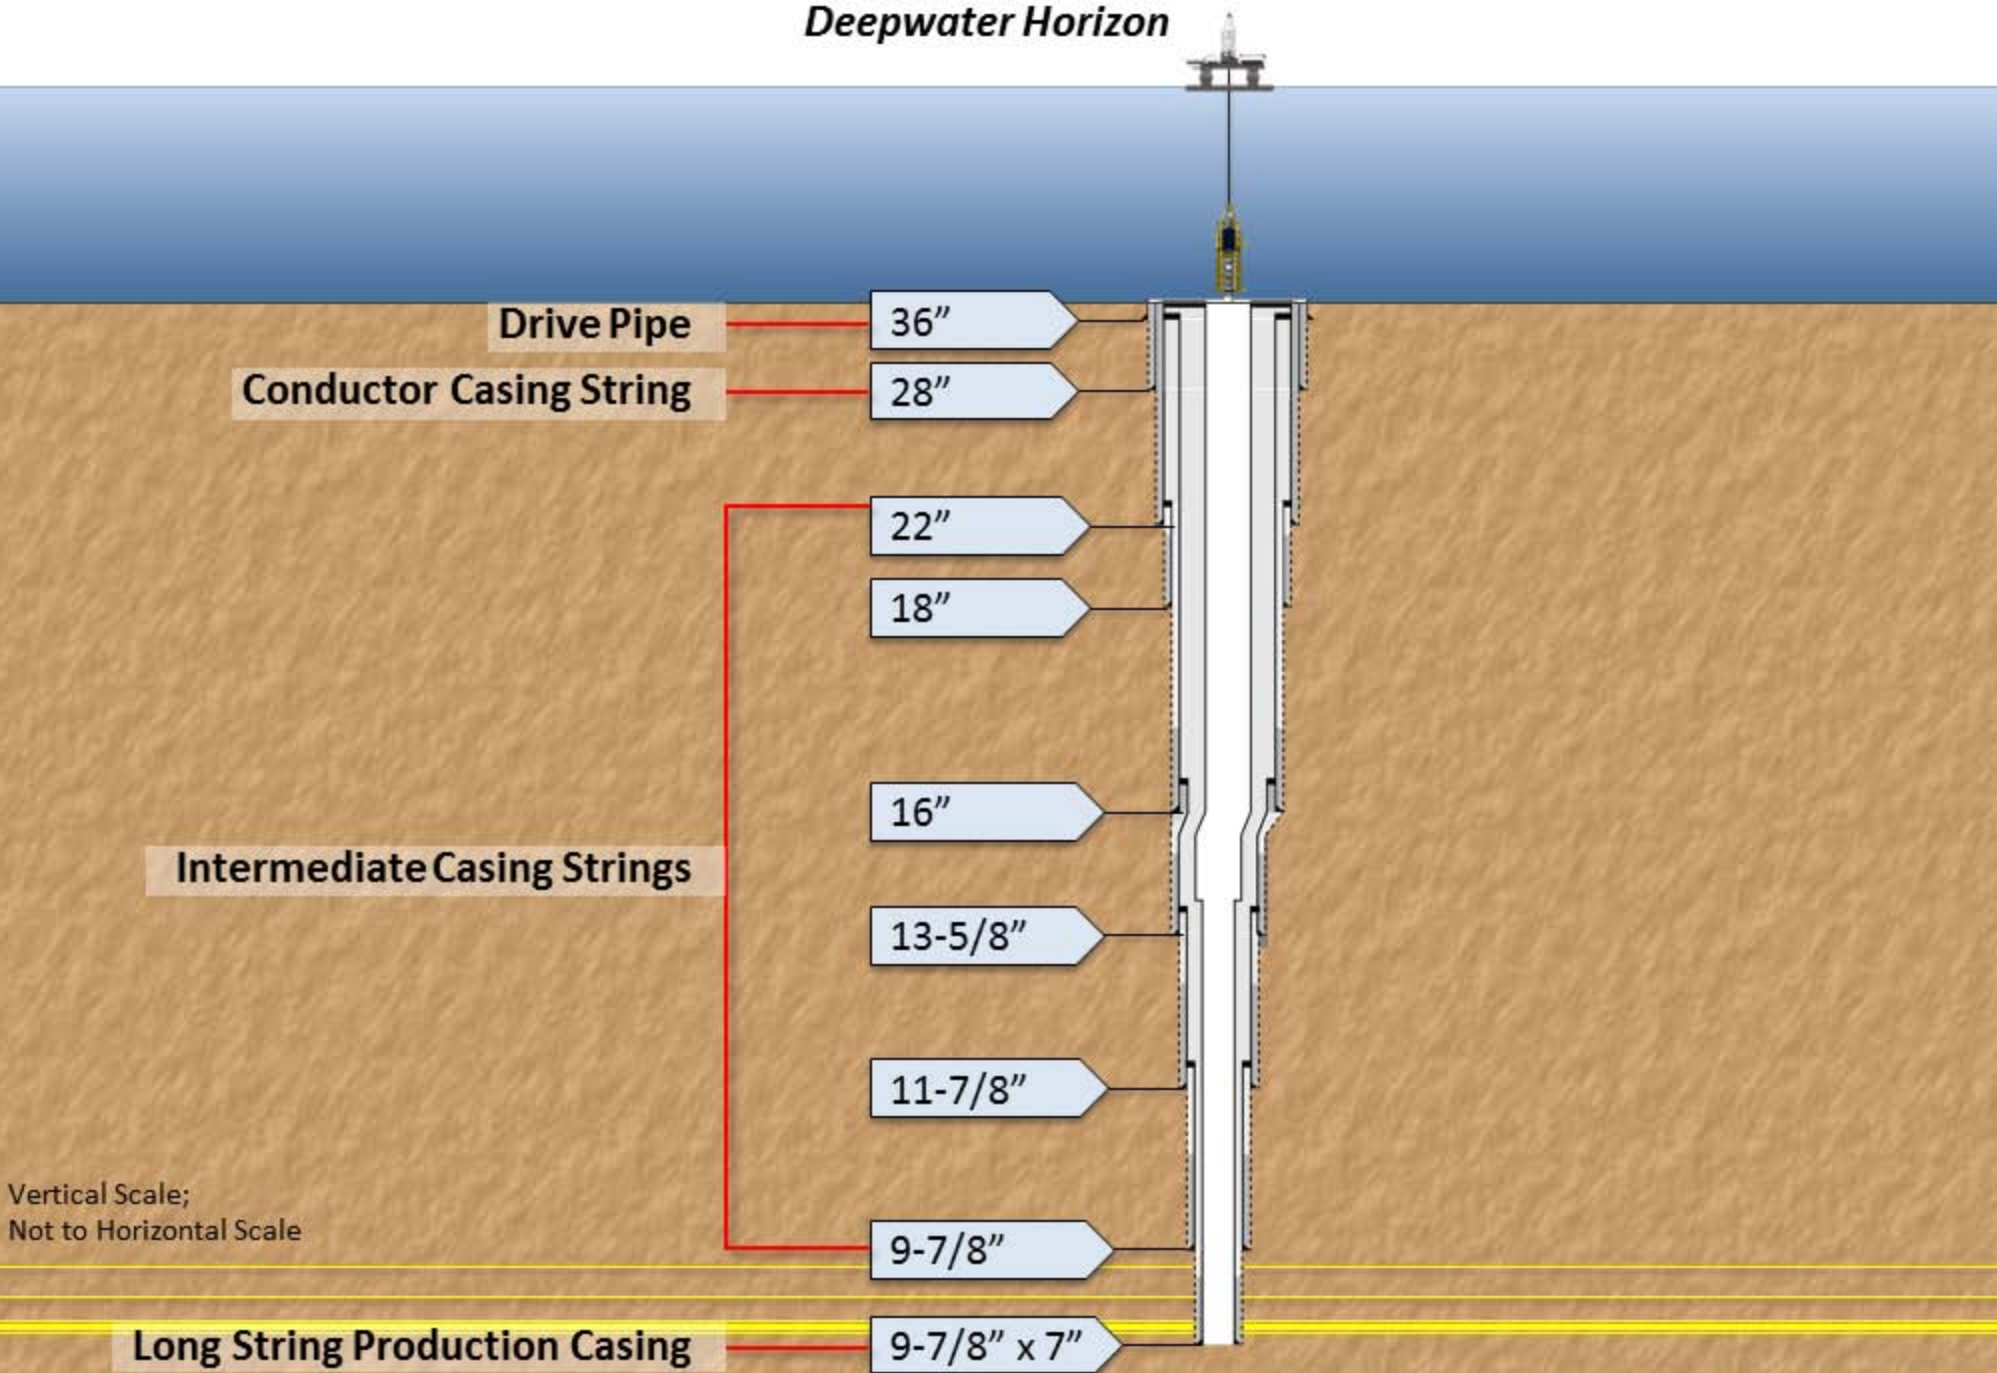 Deepwater Horizon
Drive Pipe
36”
Conductor Casing String
28”
22”
18”
16”
Intermediate Casing Strings
13-5/8”
11-7/8”
Vertical Scale;
Not to Horizontal Scale
9-7/8”
Long String Production Casing
9-7/8” x 7”